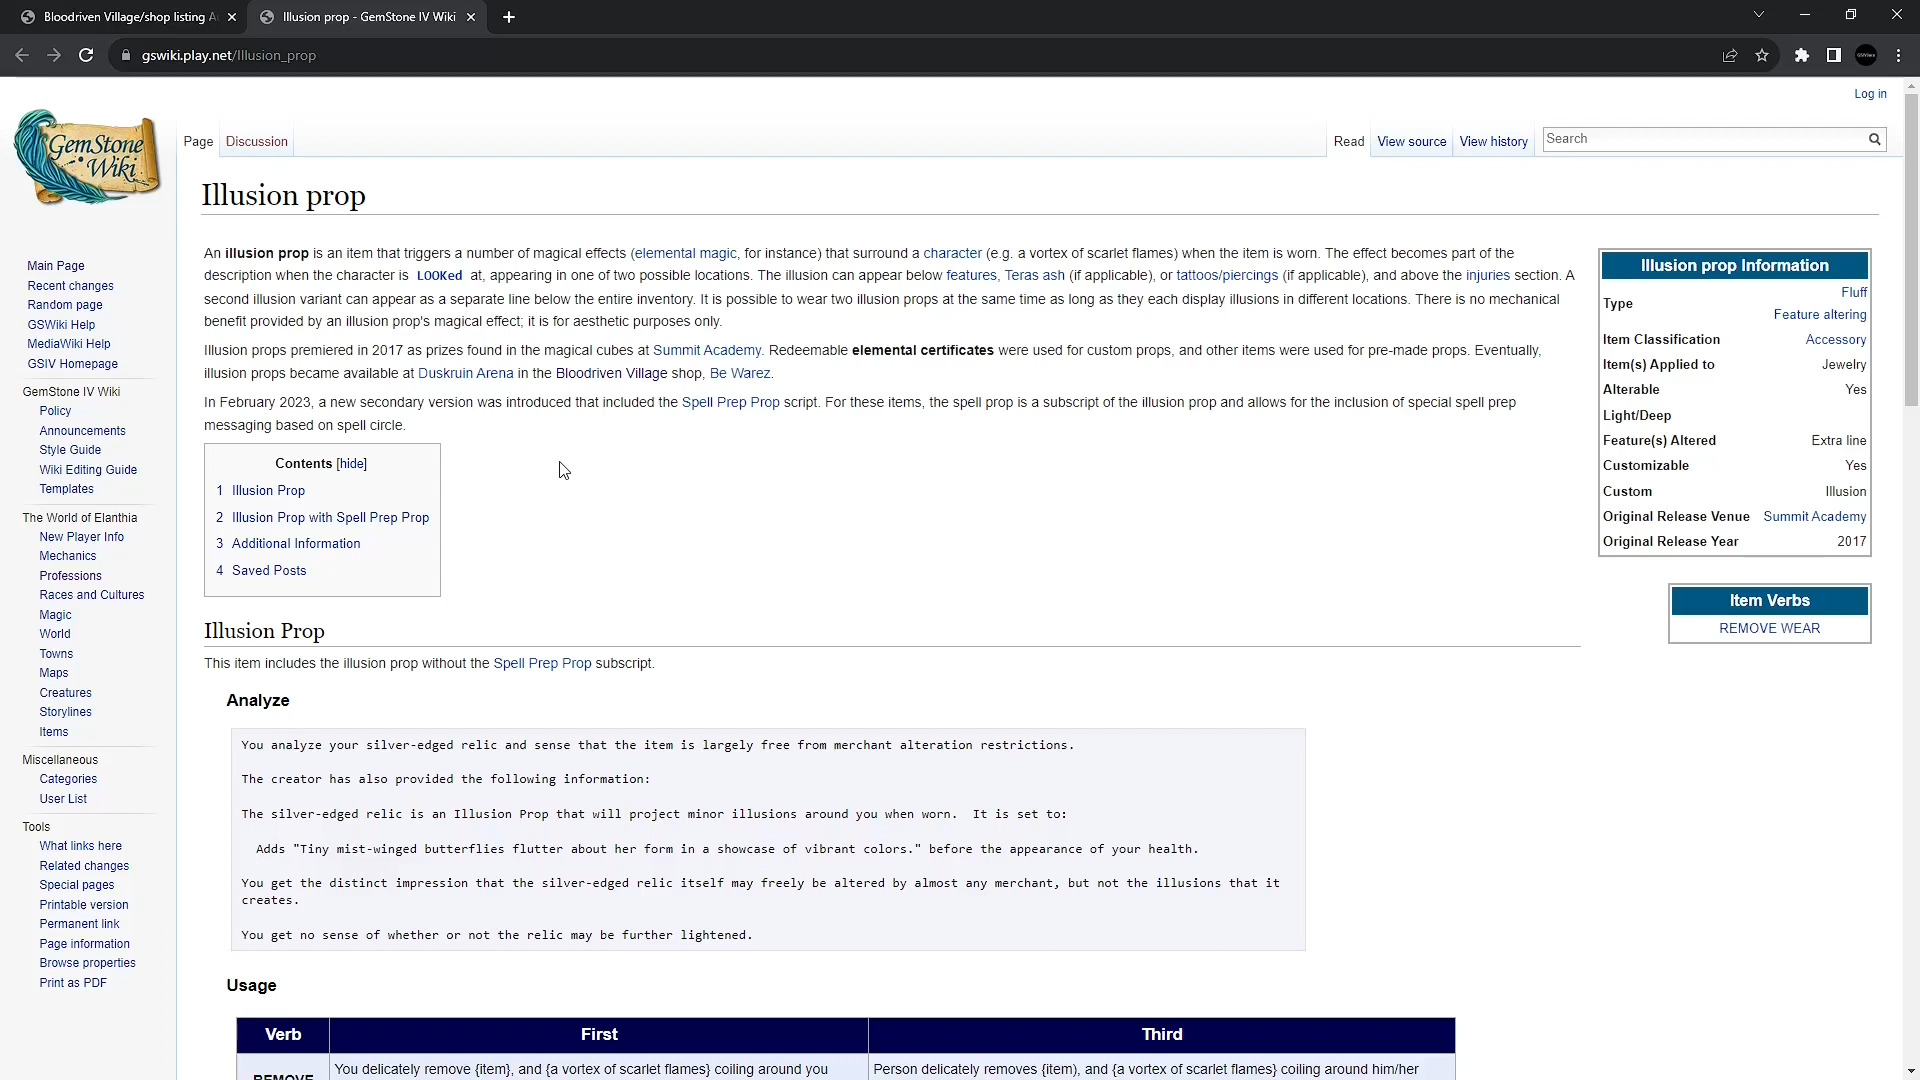 Bloodriven Village/shop listing
Illusion prop - GemStone IV Wiki
gswiki.play.net/Illusion_prop
Log in
GemStone Wiki
Page
Discussion
Read
View source
View history
Search
Illusion prop
An illusion prop is an item that triggers a number of magical effects (elemental magic, for instance) that surround a character (e.g. a vortex of scarlet flames) when the item is worn. The effect becomes part of the
description when the character is LOOKed at, appearing in one of two possible locations. The illusion can appear below features, Teras ash (if applicable), or tattoos/piercings (if applicable), and above the injuries section. A
second illusion variant can appear as a separate line below the entire inventory. It is possible to wear two illusion props at the same time as long as they each display illusions in different locations. There is no mechanical
benefit provided by an illusion prop's magical effect; it is for aesthetic purposes only.
Illusion props premiered in 2017 as prizes found in the magical cubes at Summit Academy. Redeemable elemental certificates were used for custom props, and other items were used for pre-made props. Eventually,
illusion props became available at Duskruin Arena in the Bloodriven Village shop, Be Warez.
In February 2023, a new secondary version was introduced that included the Spell Prep Prop script. For these items, the spell prop is a subscript of the illusion prop and allows for the inclusion of special spell prep
messaging based on spell circle.
Contents [hide]
1 Illusion Prop
2 Illusion Prop with Spell Prep Prop
3 Additional Information
4 Saved Posts
Illusion Prop
This item includes the illusion prop without the Spell Prep Prop subscript.
Analyze
You analyze your silver-edged relic and sense that the item is largely free from merchant alteration restrictions.
The creator has also provided the following information:
The silver-edged relic is an Illusion Prop that will project minor illusions around you when worn. It is set to:
Adds "Tiny mist-winged butterflies flutter about her form in a showcase of vibrant colors." before the appearance of your health.
You get the distinct impression that the silver-edged relic itself may freely be altered by almost any merchant, but not the illusions that it
creates.
You get no sense of whether or not the relic may be further lightened.
Usage
Verb First Third
REMOVE
You delicately remove {item}, and {a vortex of scarlet flames} coiling around you
Person delicately removes {item), and {a vortex of scarlet flames} coiling around him/her
Illusion prop Information
Type Fluff
Feature altering
Item Classification Accessory
Item(s) Applied to Jewelry
Alterable Yes
Light/Deep
Feature(s) Altered Extra line
Customizable Yes
Custom Illusion
Original Release Venue Summit Academy
Original Release Year 2017
Item Verbs
REMOVE WEAR
Main Page
Recent changes
Random page
GSWiki Help
MediaWiki Help
GSIV Homepage
GemStone IV Wiki
Policy
Announcements
Style Guide
Wiki Editing Guide
Templates
The World of Elanthia
New Player Info
Mechanics
Professions
Races and Cultures
Magic
World
Towns
Maps
Creatures
Storylines
Items
Miscellaneous
Categories
User List
Tools
What links here
Related changes
Special pages
Printable version
Permanent link
Page information
Browse properties
Print as PDF